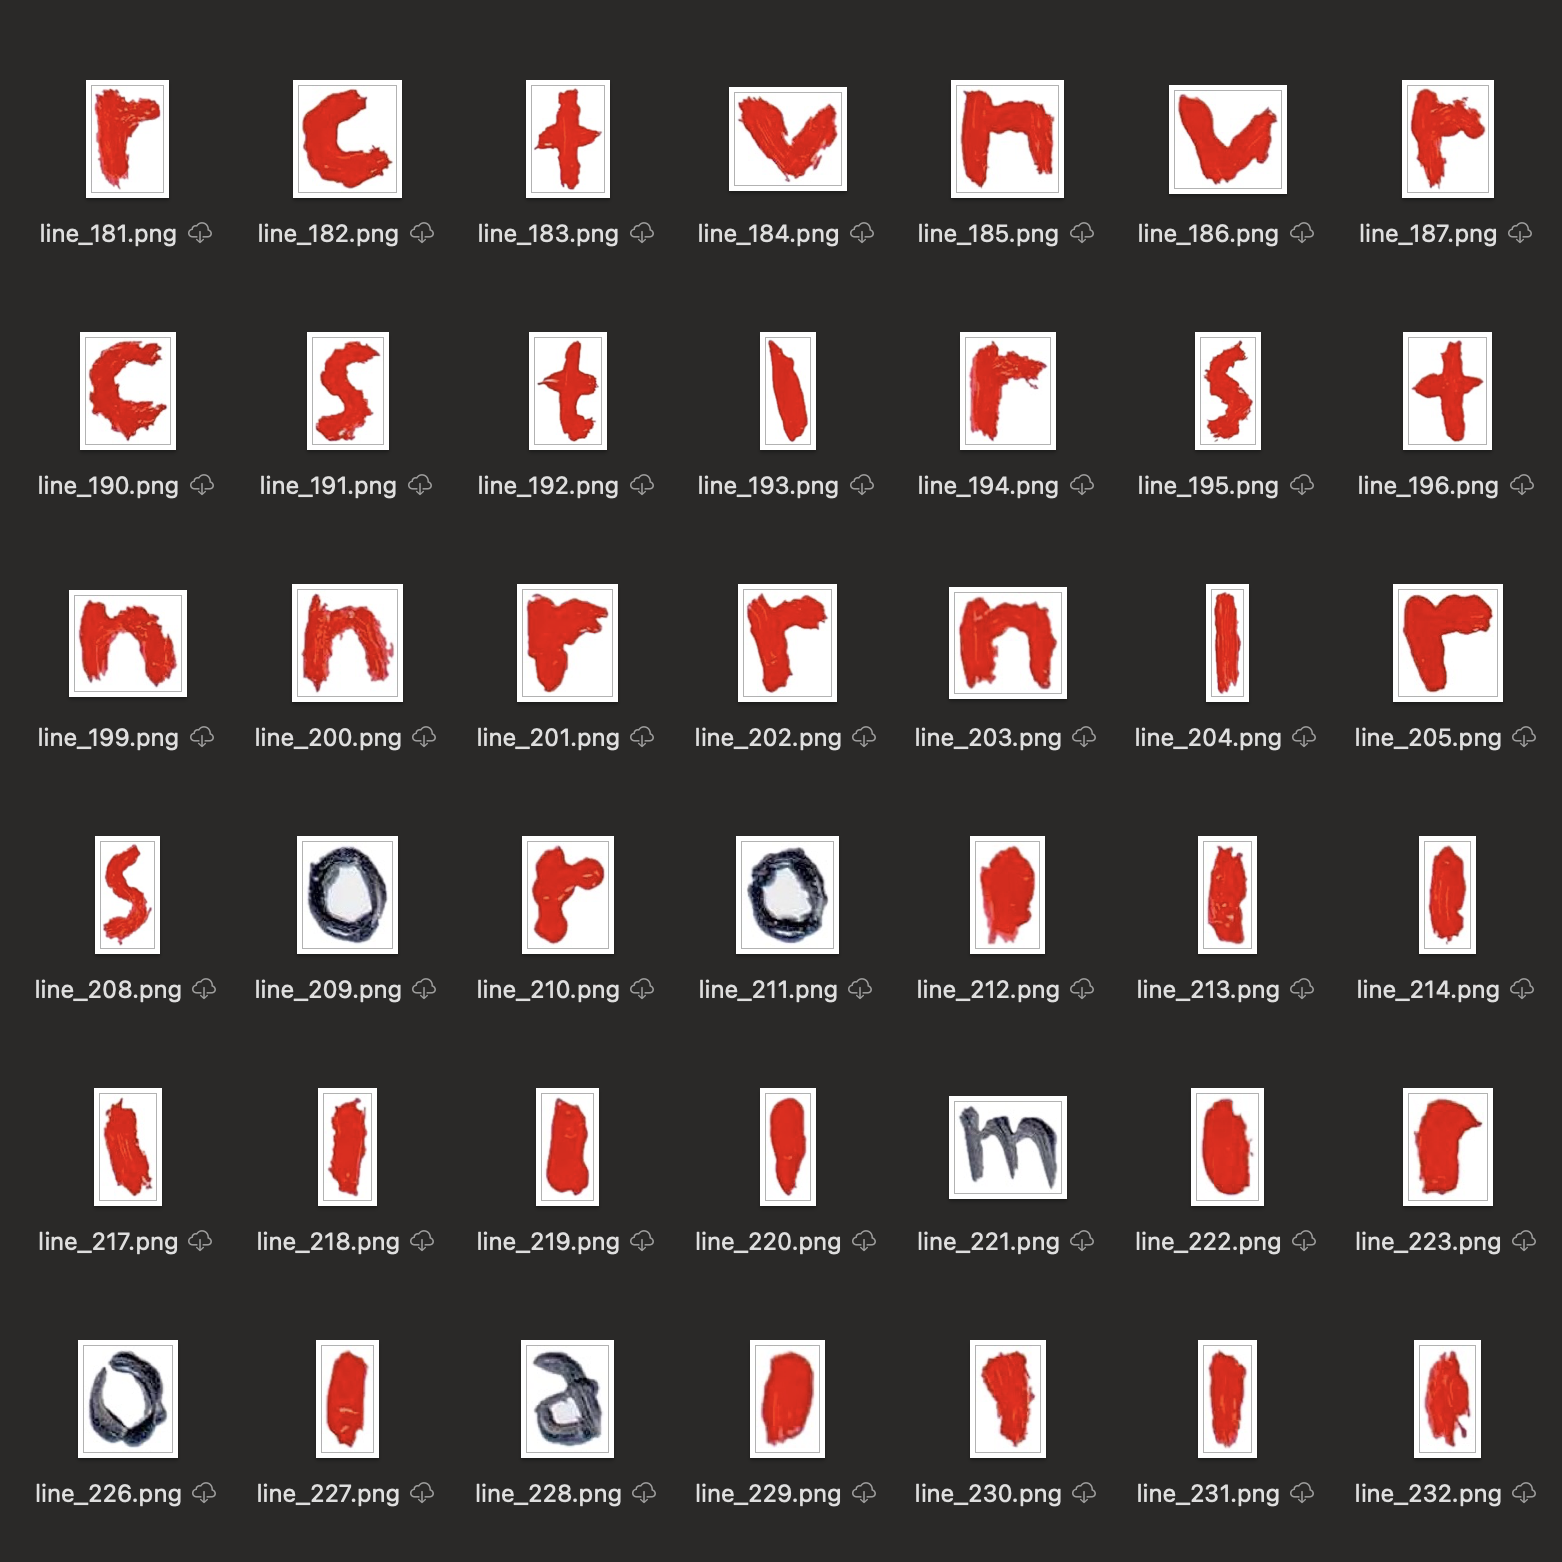 r c t v n v r
line_181.png line_182.png line_183.png line_184.png line_185.png line_186.png line_187.png
c s t l r s t
line_190.png line_191.png line_192.png line_193.png line_194.png line_195.png line_196.png
n n r r n l r
line_199.png line_200.png line_201.png line_202.png line_203.png line_204.png line_205.png
s o r o
line_208.png line_209.png line_210.png line_211.png line_212.png line_213.png line_214.png
m r
line_217.png line_218.png line_219.png line_220.png line_221.png line_222.png line_223.png
o a
line_226.png line_227.png line_228.png line_229.png line_230.png line_231.png line_232.png